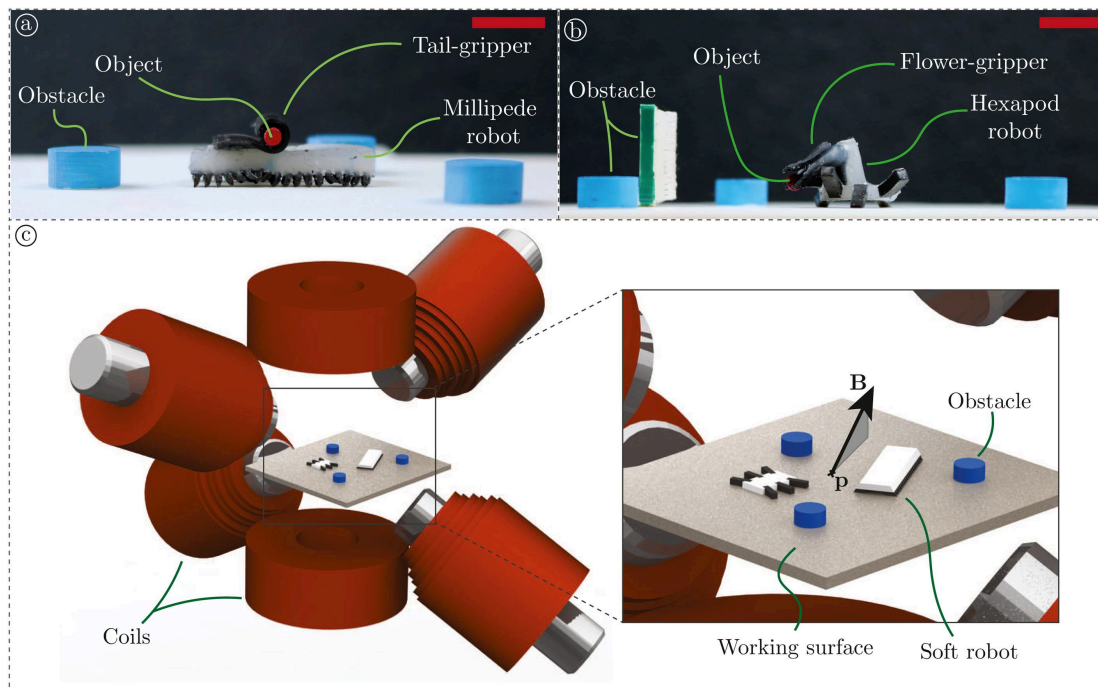 a
Tail-gripper
Object
Obstacle
Millipede
robot
b
Object
Flower-gripper
Obstacle
Hexapod
robot
c
B
Obstacle
p
Coils
Working surface
Soft robot